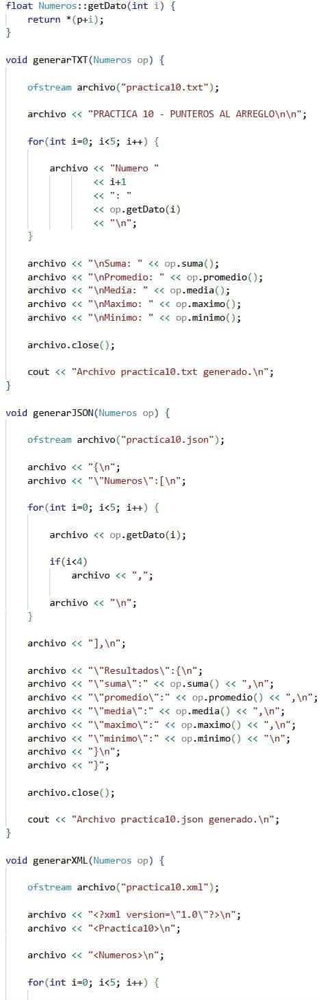 float Numeros::getDato(int i) {
    return *(p+i);
}
void generarTXT(Numeros op) {
    ofstream archivo("practica10.txt");
    archivo << "PRACTICA 10 - PUNTEROS AL ARREGLO\n\n";
    for(int i=0; i<5; i++) {
        archivo << "Numero "
                << i+1
                << ": "
                << op.getDato(i)
                << "\n";
    }
    archivo << "\nSuma: " << op.suma();
    archivo << "\nPromedio: " << op.promedio();
    archivo << "\nMedia: " << op.media();
    archivo << "\nMaximo: " << op.maximo();
    archivo << "\nMinimo: " << op.minimo();
    archivo.close();
    cout << "Archivo practica10.txt generado.\n";
}
void generarJSON(Numeros op) {
    ofstream archivo("practica10.json");
    archivo << "{\n";
    archivo << "\"Numeros\":[\n";
    for(int i=0; i<5; i++) {
        archivo << op.getDato(i);
        if(i<4)
            archivo << ",";
        archivo << "\n";
    }
    archivo << "],\n";
    archivo << "\"Resultados\":{\n";
    archivo << "\"suma\":" << op.suma() << ",\n";
    archivo << "\"promedio\":" << op.promedio() << ",\n";
    archivo << "\"media\":" << op.media() << ",\n";
    archivo << "\"maximo\":" << op.maximo() << ",\n";
    archivo << "\"minimo\":" << op.minimo() << "\n";
    archivo << "}\n";
    archivo << "}";
    archivo.close();
    cout << "Archivo practica10.json generado.\n";
}
void generarXML(Numeros op) {
    ofstream archivo("practica10.xml");
    archivo << "<?xml version=\"1.0\"?>\n";
    archivo << "<Practica10>\n";
    archivo << "<Numeros>\n";
    for(int i=0; i<5; i++) {